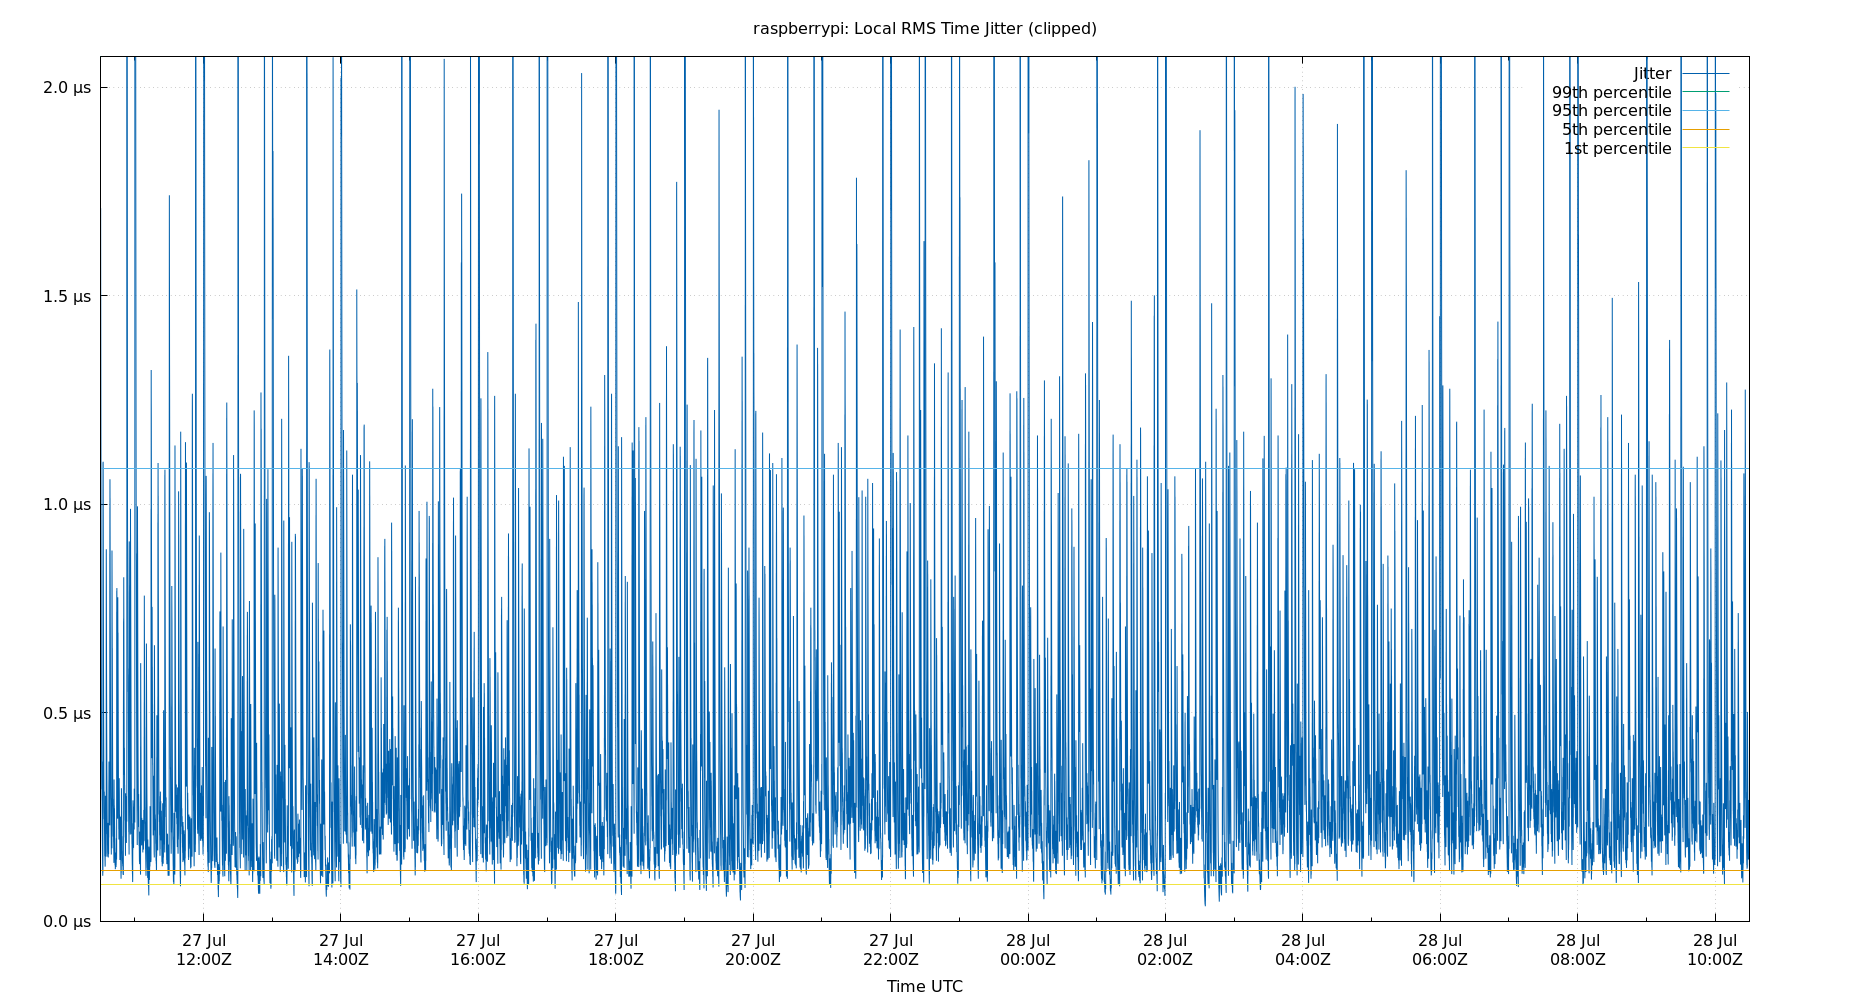 raspberrypi: Local RMS Time Jitter (clipped)
Jitter
99th percentile
95th percentile
5th percentile
1st percentile
2.0 µs
1.5 µs
1.0 µs
0.5 µs
0.0 µs
27 Jul 27 Jul 27 Jul 27 Jul 27 Jul 27 Jul 28 Jul 28 Jul 28 Jul 28 Jul 28 Jul 28 Jul
12:00Z 14:00Z 16:00Z 18:00Z 20:00Z 22:00Z 00:00Z 02:00Z 04:00Z 06:00Z 08:00Z 10:00Z
Time UTC